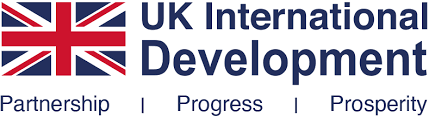 UK International
Development
Partnership | Progress | Prosperity